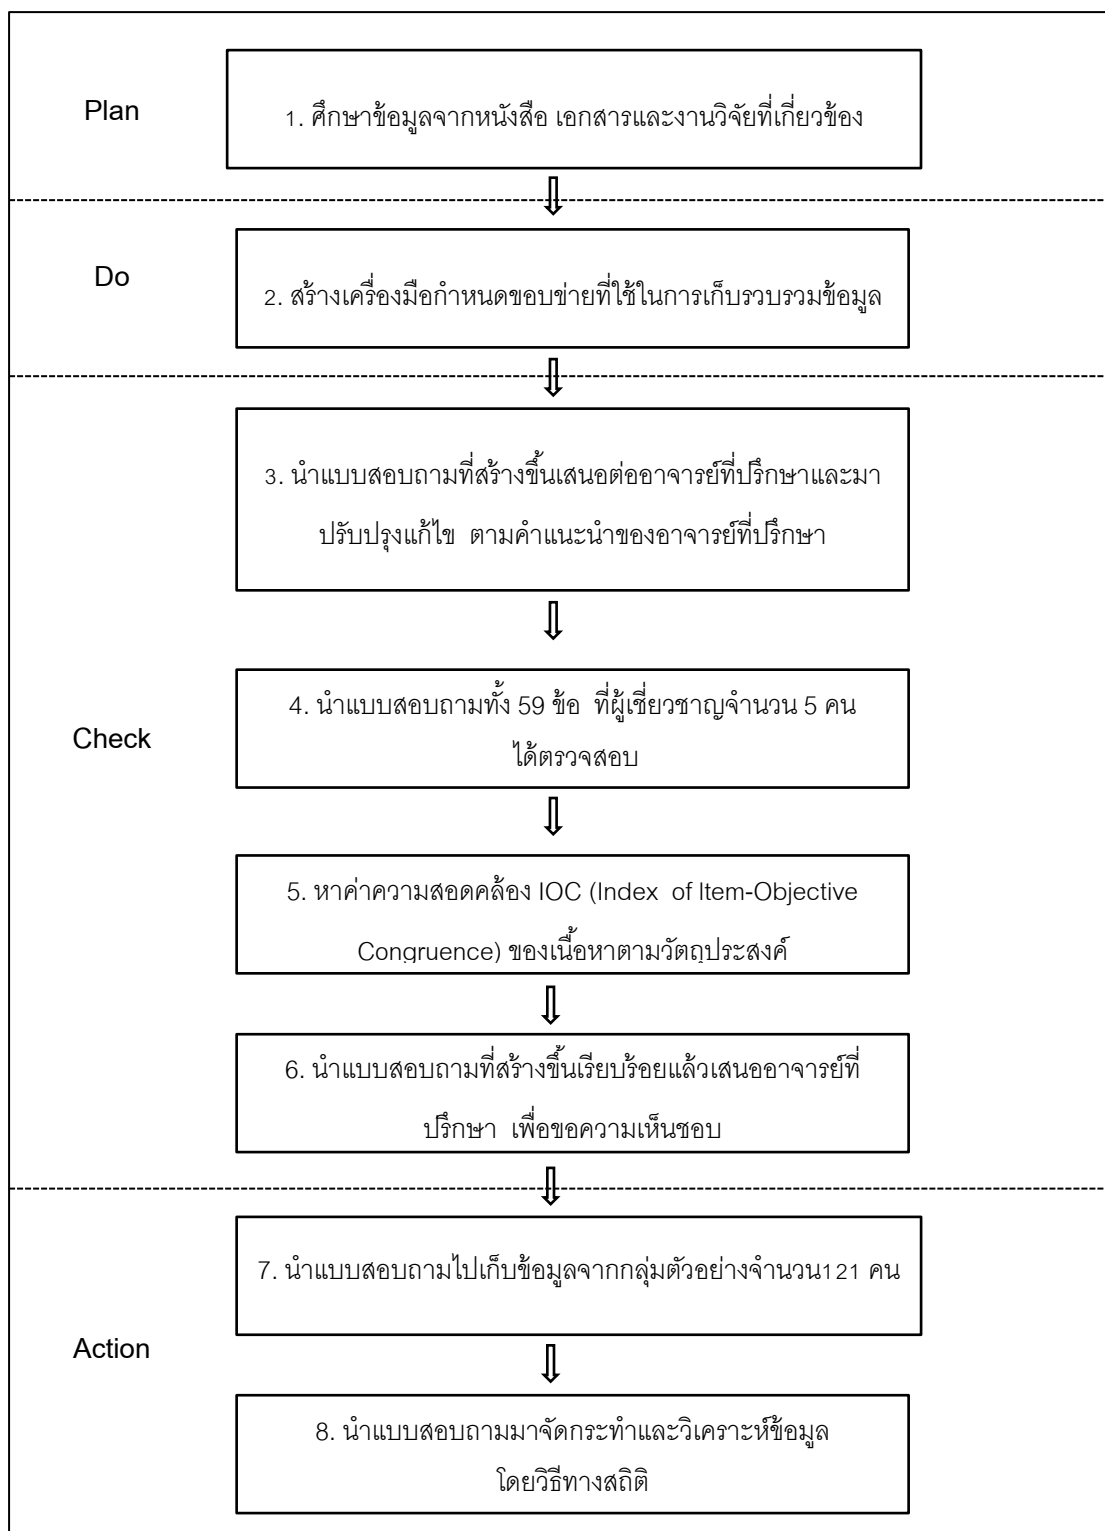 Plan
1. ศึกษาข้อมูลจากหนังสือ เอกสารและงานวิจัยที่เกี่ยวข้อง
Do
2. สร้างเครื่องมือกำหนดขอบข่ายที่ใช้ในการเก็บรวบรวมข้อมูล
3. นำแบบสอบถามที่สร้างขึ้นเสนอต่ออาจารย์ที่ปรึกษาและมา
ปรับปรุงแก้ไข ตามคำแนะนำของอาจารย์ที่ปรึกษา
Check
4. นำแบบสอบถามทั้ง 59 ข้อ ที่ผู้เชี่ยวชาญจำนวน 5 คน
ได้ตรวจสอบ
5. หาค่าความสอดคล้อง IOC (Index of Item-Objective
Congruence) ของเนื้อหาตามวัตถุประสงค์
6. นำแบบสอบถามที่สร้างขึ้นเรียบร้อยแล้วเสนออาจารย์ที่
ปรึกษา เพื่อขอความเห็นชอบ
7. นำแบบสอบถามไปเก็บข้อมูลจากกลุ่มตัวอย่างจำนวน121 คน
Action
8. นำแบบสอบถามมาจัดกระทำและวิเคราะห์ข้อมูล
โดยวิธีทางสถิติ